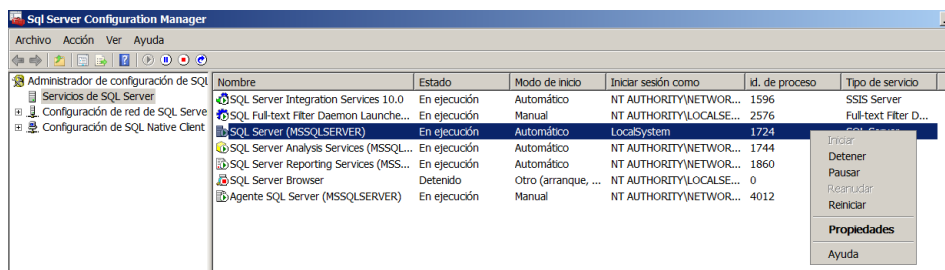 Sql Server Configuration Manager
Archivo Acción Ver Ayuda
Administrador de configuración de SQL
Servicios de SQL Server
Configuración de red de SQL Serve
Configuración de SQL Native Client
Nombre Estado Modo de inicio Iniciar sesión como id. de proceso Tipo de servicio
SQL Server Integration Services 10.0 En ejecución Automático NT AUTHORITY\NETWOR... 1596 SSIS Server
SQL Full-text Filter Daemon Launche... En ejecución Manual NT AUTHORITY\LOCALSE... 2576 Full-text Filter D...
SQL Server (MSSQLSERVER) En ejecución Automático LocalSystem 1724 SQL Server
SQL Server Analysis Services (MSSQL... En ejecución Automático NT AUTHORITY\NETWOR... 1744
SQL Server Reporting Services (MSS... En ejecución Automático NT AUTHORITY\NETWOR... 1860
SQL Server Browser Detenido Otro (arranque, ... NT AUTHORITY\LOCALSE... 0
Agente SQL Server (MSSQLSERVER) En ejecución Manual NT AUTHORITY\NETWOR... 4012
Iniciar
Detener
Pausar
Reanudar
Reiniciar
Propiedades
Ayuda